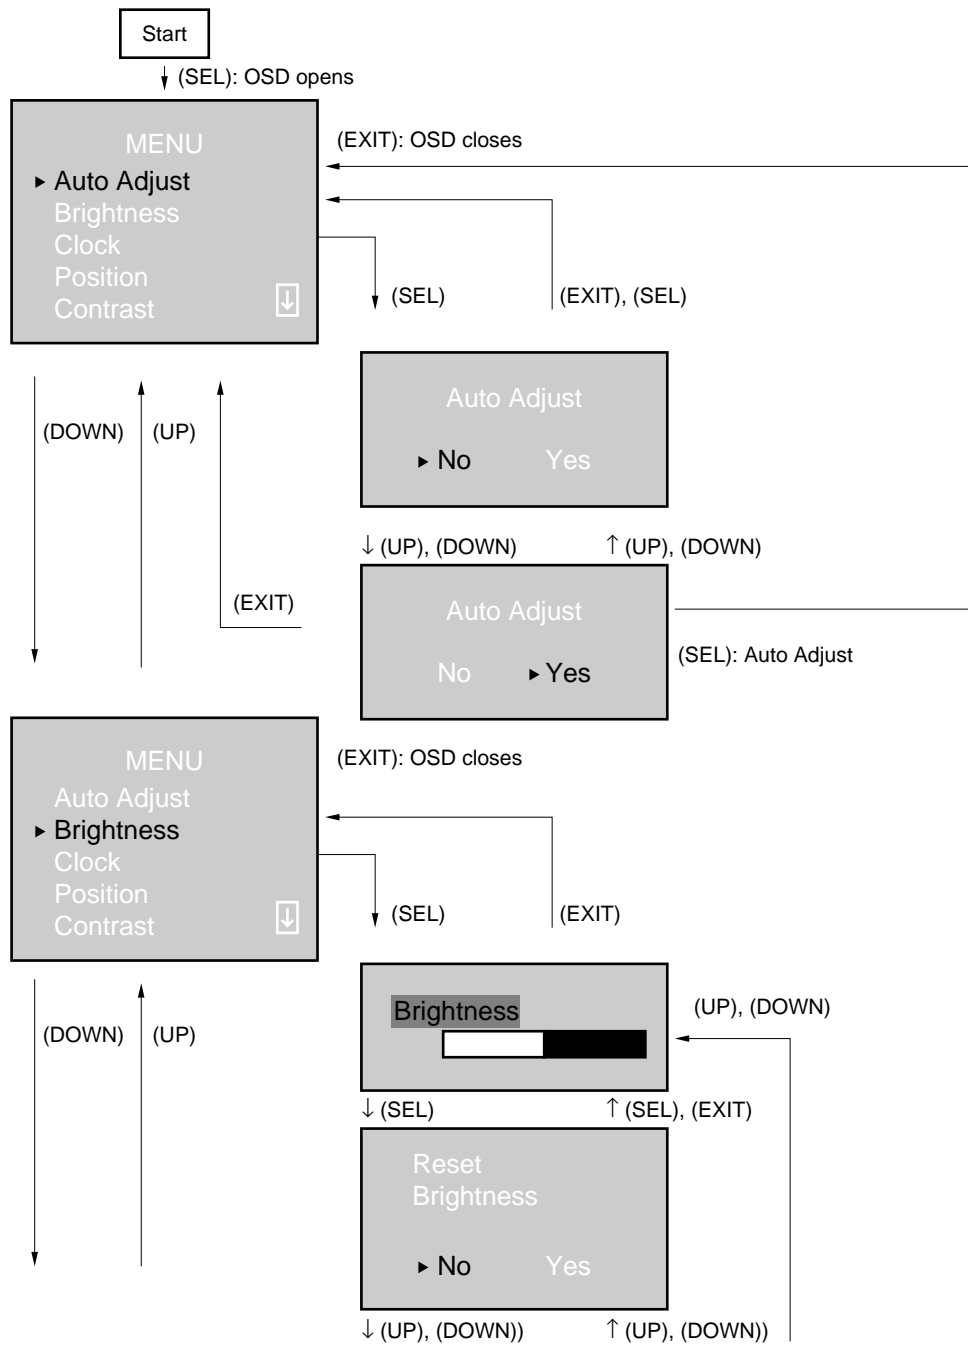 Start
↓ (SEL): OSD opens
MENU
▶ Auto Adjust
Brightness
Clock
Position
Contrast
↓
(EXIT): OSD closes
(SEL)
(EXIT), (SEL)
(DOWN)
(UP)
Auto Adjust
▶ No Yes
↓ (UP), (DOWN) ↑ (UP), (DOWN)
(EXIT)
Auto Adjust
No ▶ Yes
(SEL): Auto Adjust
MENU
Auto Adjust
▶ Brightness
Clock
Position
Contrast
↓
(EXIT): OSD closes
(SEL)
(EXIT)
(DOWN)
(UP)
Brightness
(UP), (DOWN)
↓ (SEL) ↑ (SEL), (EXIT)
Reset
Brightness
▶ No Yes
↓ (UP), (DOWN)) ↑ (UP), (DOWN))